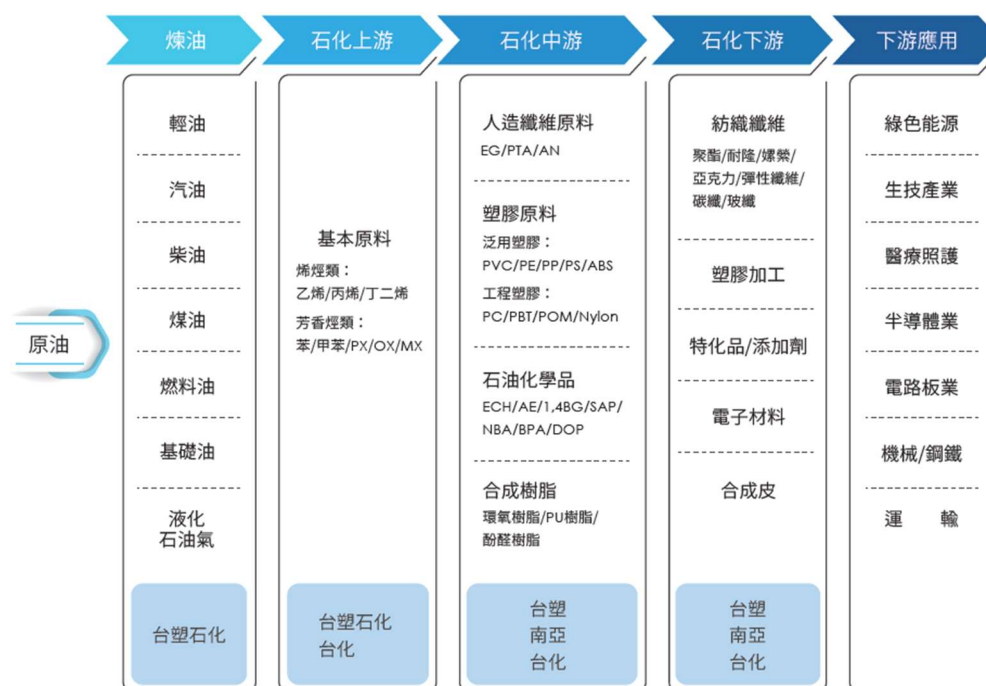 煉油
石化上游
石化中游
石化下游
下游應用
原油
輕油
汽油
柴油
煤油
燃料油
基礎油
液化
石油氣
台塑石化
基本原料
烯烴類：
乙烯/丙烯/丁二烯
芳香烴類：
苯/甲苯/PX/OX/MX
台塑石化
台化
人造纖維原料
EG/PTA/AN
塑膠原料
泛用塑膠：
PVC/PE/PP/PS/ABS
工程塑膠：
PC/PBT/POM/Nylon
石油化學品
ECH/AE/1,4BG/SAP/
NBA/BPA/DOP
合成樹脂
環氧樹脂/PU樹脂/
酚醛樹脂
台塑
南亞
台化
紡織纖維
聚酯/耐隆/嫘縈/
亞克力/彈性纖維/
碳纖/玻纖
塑膠加工
特化品/添加劑
電子材料
合成皮
台塑
南亞
台化
綠色能源
生技產業
醫療照護
半導體業
電路板業
機械/鋼鐵
運 輸